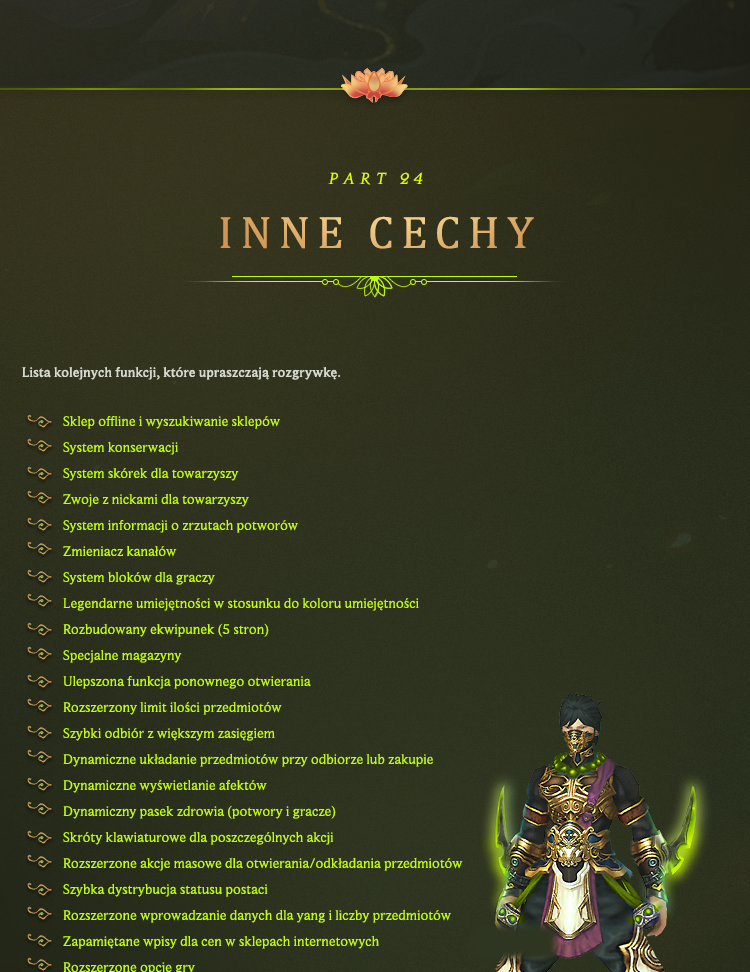 PART 24
INNE CECHY
Lista kolejnych funkcji, które upraszczają rozgrywkę.
Sklep offline i wyszukiwanie sklepów
System konserwacji
System skórek dla towarzyszy
Zwoje z nickami dla towarzyszy
System informacji o zrzutach potworów
Zmieniacz kanałów
System bloków dla graczy
Legendarne umiejętności w stosunku do koloru umiejętności
Rozbudowany ekwipunek (5 stron)
Specjalne magazyny
Ulepszona funkcja ponownego otwierania
Rozszerzony limit ilości przedmiotów
Szybki odbiór z większym zasięgiem
Dynamiczne układanie przedmiotów przy odbiorze lub zakupie
Dynamiczne wyświetlanie afektów
Dynamiczny pasek zdrowia (potwory i gracze)
Skróty klawiaturowe dla poszczególnych akcji
Rozszerzone akcje masowe dla otwierania/odkładania przedmiotów
Szybka dystrybucja statusu postaci
Rozszerzone wprowadzanie danych dla yang i liczby przedmiotów
Zapamiętane wpisy dla cen w sklepach internetowych
Rozszerzone opcje gry